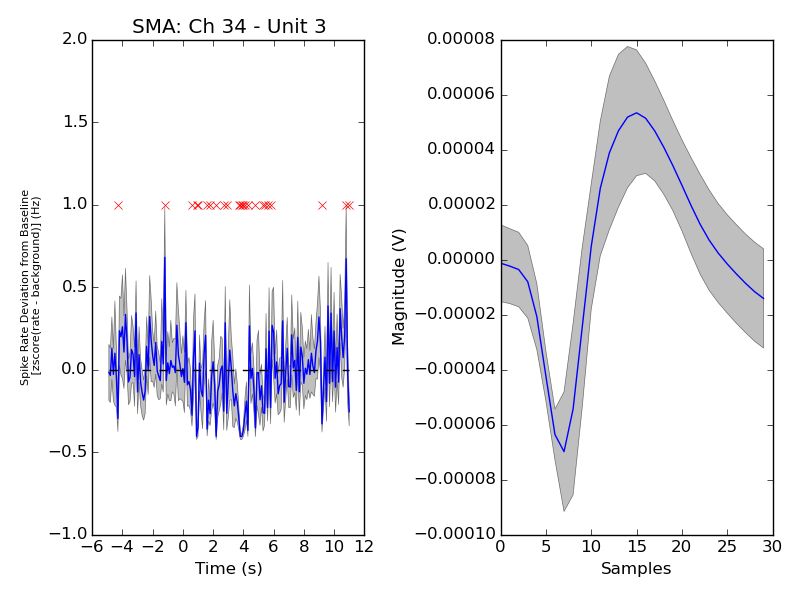 SMA: Ch 34 - Unit 3
Spike Rate Deviation from Baseline
[zscore(rate - background)] (Hz)
2.0
1.5
1.0
0.5
0.0
−0.5
−1.0
−6 −4 −2 0 2 4 6 8 10 12
Time (s)
Magnitude (V)
0.00008
0.00006
0.00004
0.00002
0.00000
−0.00002
−0.00004
−0.00006
−0.00008
−0.00010
0 5 10 15 20 25 30
Samples